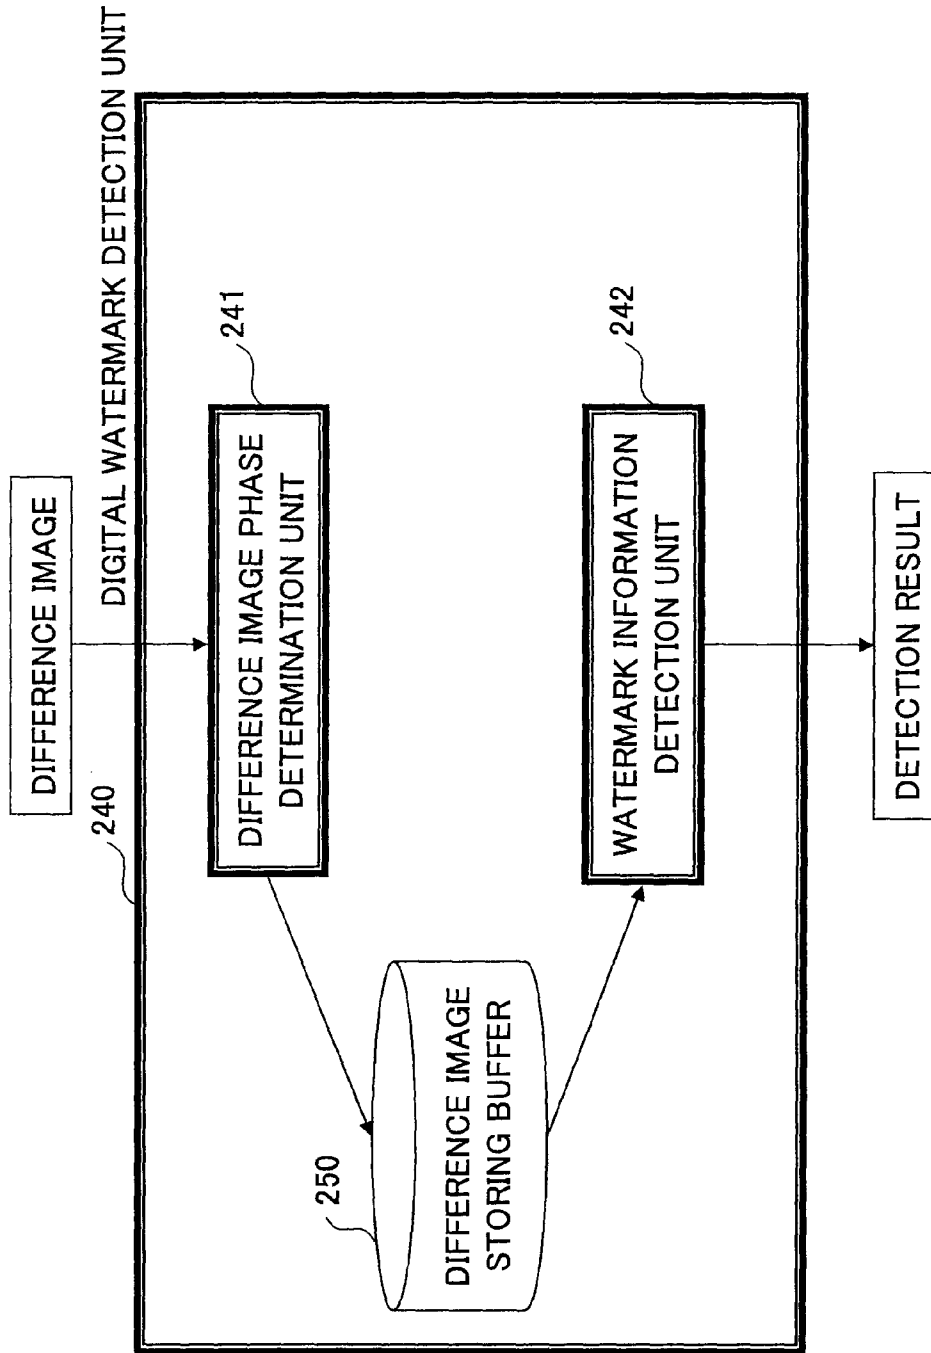 DIFFERENCE IMAGE
240
DIGITAL WATERMARK DETECTION UNIT
241
DIFFERENCE IMAGE PHASE
DETERMINATION UNIT
250
DIFFERENCE IMAGE
STORING BUFFER
242
WATERMARK INFORMATION
DETECTION UNIT
DETECTION RESULT